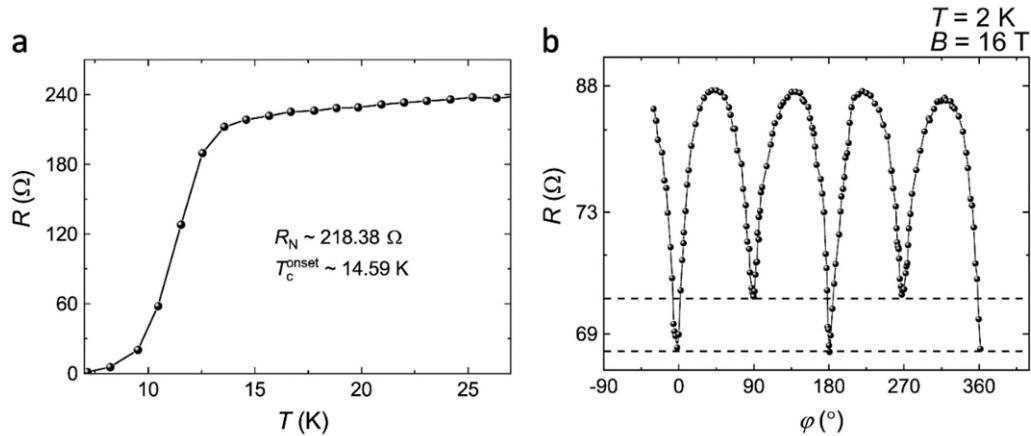 a
R (Ω)
240
180
120
60
0
R_N ~ 218.38 Ω
T_c^onset ~ 14.59 K
10
15
20
25
T (K)
b
T = 2 K
B = 16 T
R (Ω)
88
73
69
-90
0
90
180
270
360
φ (°)